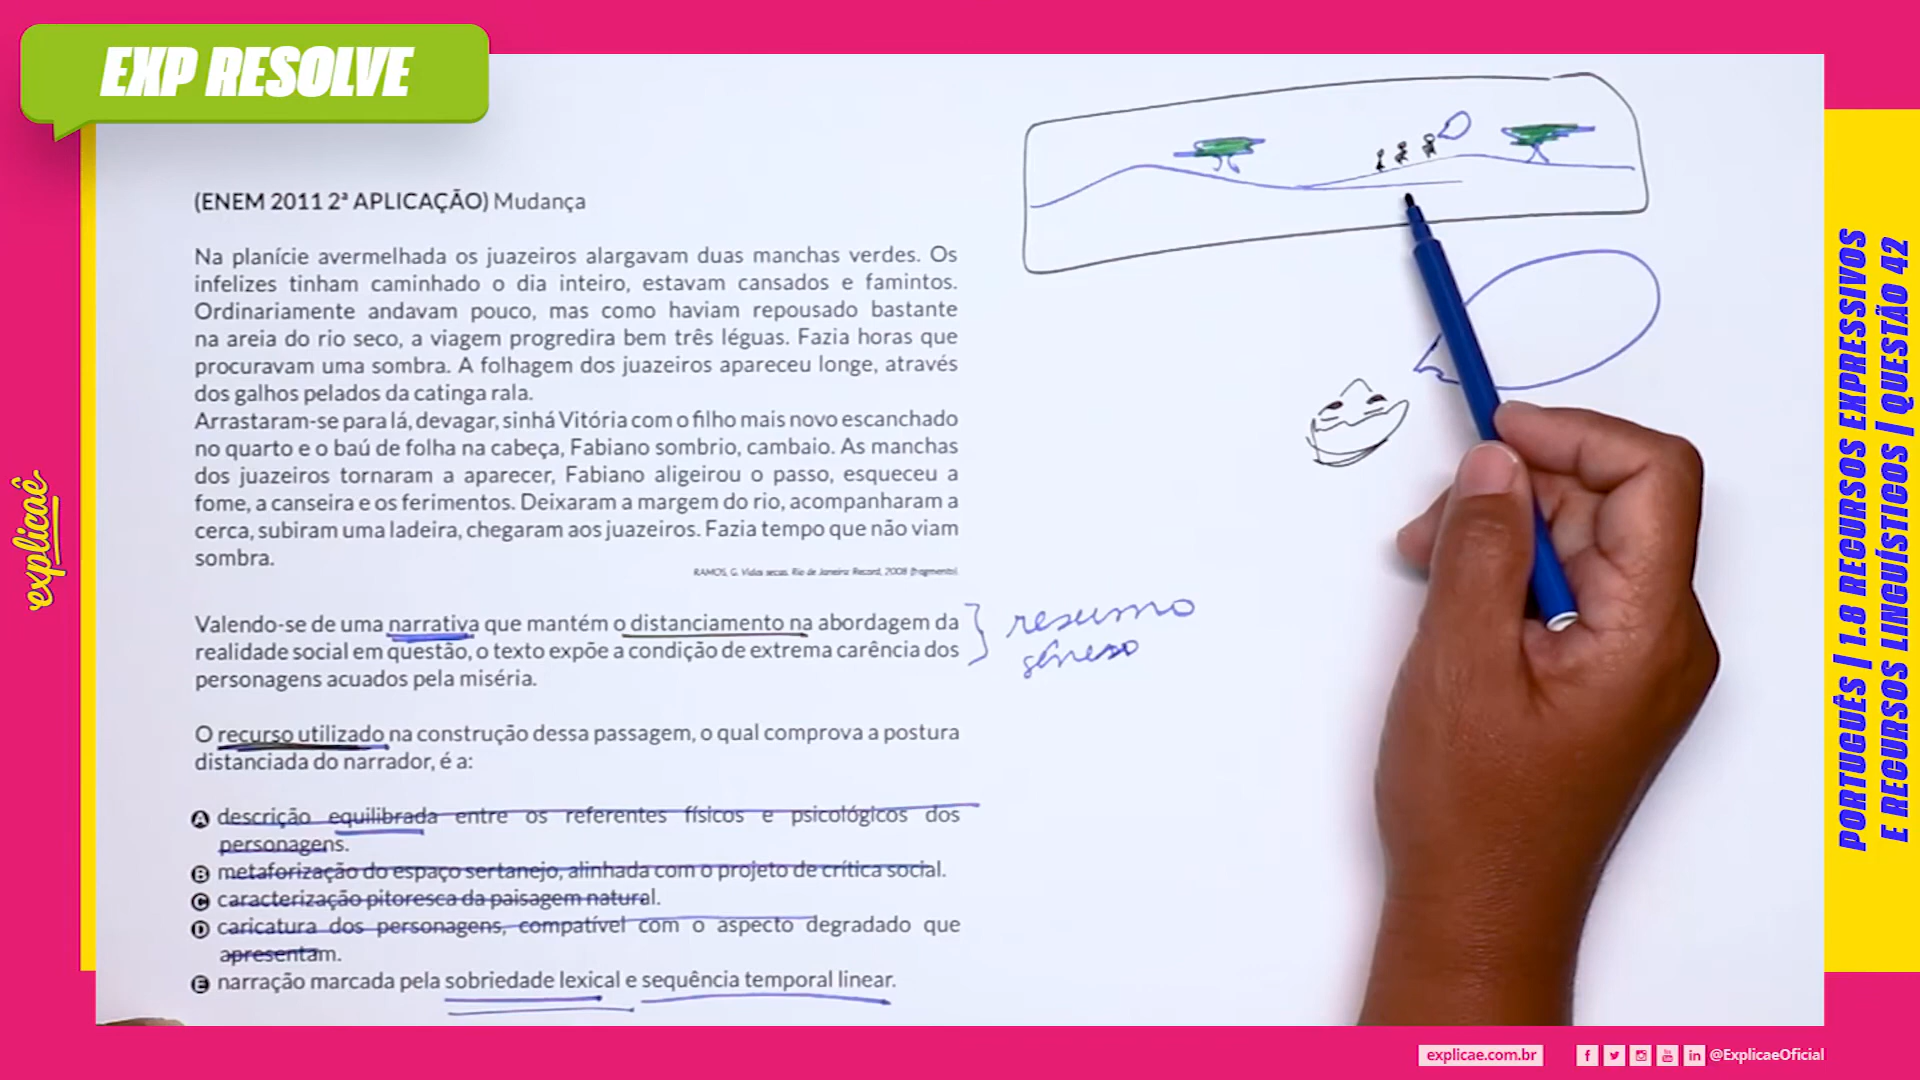 EXP RESOLVE
(ENEM 2011 2ª APLICAÇÃO) Mudança
Na planície avermelhada os juazeiros alargavam duas manchas verdes. Os
infelizes tinham caminhado o dia inteiro, estavam cansados e famintos.
Ordinariamente andavam pouco, mas como haviam repousado bastante
na areia do rio seco, a viagem progredira bem três léguas. Fazia horas que
procuravam uma sombra. A folhagem dos juazeiros apareceu longe, através
dos galhos pelados da catinga rala.
Arrastaram-se para lá, devagar, sinhá Vitória com o filho mais novo escanchado
no quarto e o baú de folha na cabeça, Fabiano sombrio, cambaio. As manchas
dos juazeiros tornaram a aparecer, Fabiano aligeirou o passo, esqueceu a
fome, a canseira e os ferimentos. Deixaram a margem do rio, acompanharam a
cerca, subiram uma ladeira, chegaram aos juazeiros. Fazia tempo que não viam
sombra.
RAMOS, G. Vidas secas. Rio de Janeiro: Record, 2008 (fragmento).
Valendo-se de uma narrativa que mantém o distanciamento na abordagem da
realidade social em questão, o texto expõe a condição de extrema carência dos
personagens acuados pela miséria.
resumo
gênero
O recurso utilizado na construção dessa passagem, o qual comprova a postura
distanciada do narrador, é a:
A descrição equilibrada entre os referentes físicos e psicológicos dos
personagens.
B metaforização do espaço sertanejo, alinhada com o projeto de crítica social.
C caracterização pitoresca da paisagem natural.
D caricatura dos personagens, compatível com o aspecto degradado que
apresentam.
E narração marcada pela sobriedade lexical e sequência temporal linear.
explicaê
PORTUGUÊS | 1.8 RECURSOS EXPRESSIVOS
E RECURSOS LINGUÍSTICOS | QUESTÃO 42
explicae.com.br
@ExplicaeOficial